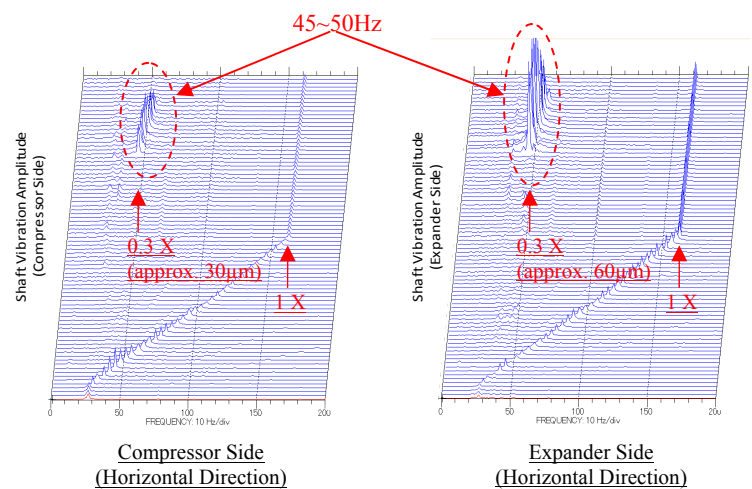 45~50Hz
Shaft Vibration Amplitude
(Compressor Side)
0.3 X
(approx. 30μm)
1 X
0 50 100 150 200
FREQUENCY: 10 Hz/div
Compressor Side
(Horizontal Direction)
Shaft Vibration Amplitude
(Expander Side)
0.3 X
(approx. 60μm)
1 X
0 50 100 150 200
FREQUENCY: 10 Hz/div
Expander Side
(Horizontal Direction)